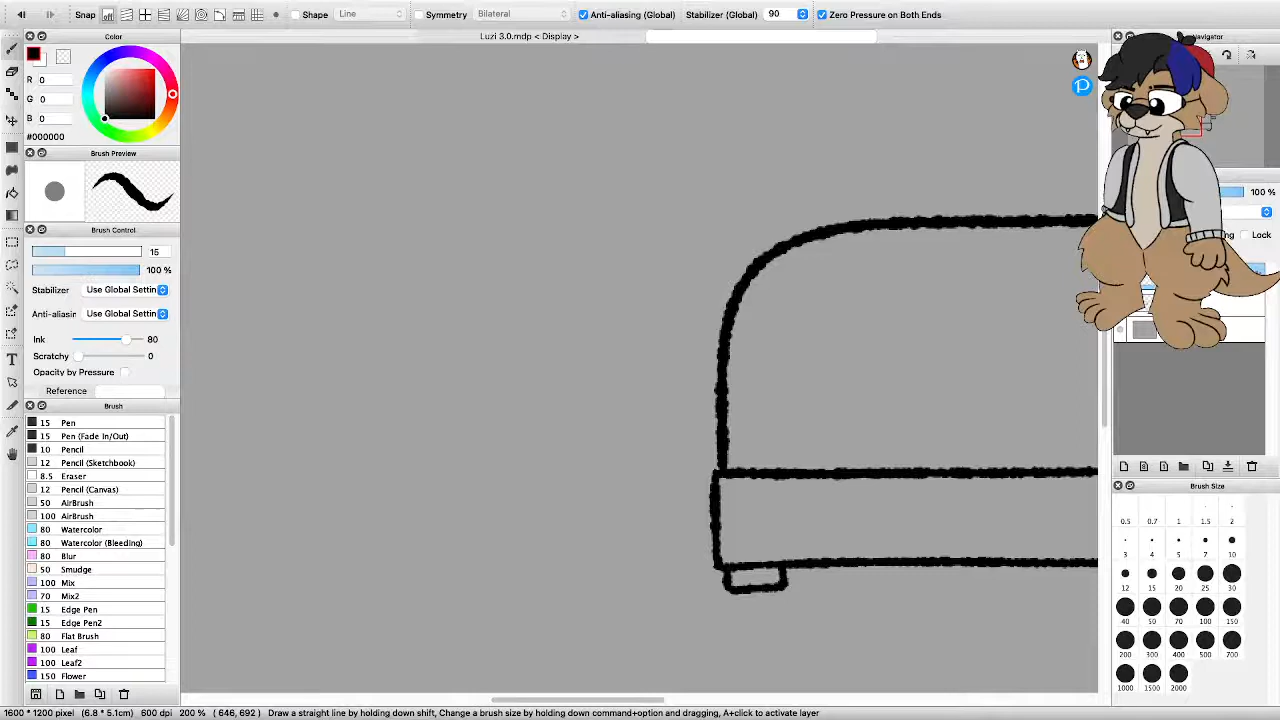 Snap Shape Line Symmetry Bilateral Anti-aliasing (Global) Stabilizer (Global) 90 Zero Pressure on Both Ends
Color
Luzi 3.0.mdp < Display >
R 0
G 0
B 0
#000000
100 %
Lock
Brush Preview
Brush Control
15
100 %
Stabilizer Use Global Settin
Anti-aliasin Use Global Settin
Ink 80
Scratchy 0
Opacity by Pressure
Reference
Brush
15 Pen
15 Pen (Fade In/Out)
10 Pencil
12 Pencil (Sketchbook)
8.5 Eraser
12 Pencil (Canvas)
50 AirBrush
100 AirBrush
80 Watercolor
80 Watercolor (Bleeding)
80 Blur
50 Smudge
100 Mix
70 Mix2
15 Edge Pen
15 Edge Pen2
80 Flat Brush
100 Leaf
100 Leaf2
150 Flower
Brush Size
0.5 0.7 1 1.5 2
3 4 5 7 10
12 15 20 25 30
40 50 70 100 150
200 300 400 500 700
1000 1500 2000
1600 * 1200 pixel (6.8 * 5.1cm) 600 dpi 200 % ( 646, 692 ) Draw a straight line by holding down shift, Change a brush size by holding down command+option and dragging, A+click to activate layer